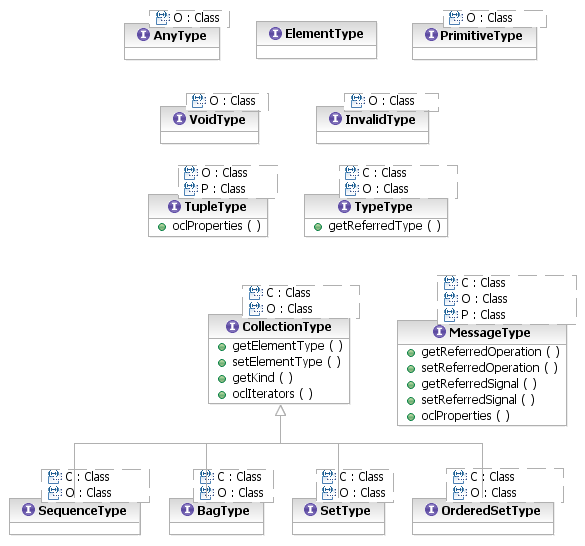 O : Class
AnyType
ElementType
O : Class
PrimitiveType
O : Class
VoidType
O : Class
InvalidType
O : Class
P : Class
TupleType
oclProperties ( )
C : Class
O : Class
TypeType
getReferredType ( )
C : Class
O : Class
CollectionType
getElementType ( )
setElementType ( )
getKind ( )
oclIterators ( )
C : Class
O : Class
P : Class
MessageType
getReferredOperation ( )
setReferredOperation ( )
getReferredSignal ( )
setReferredSignal ( )
oclProperties ( )
C : Class
O : Class
SequenceType
C : Class
O : Class
BagType
C : Class
O : Class
SetType
C : Class
O : Class
OrderedSetType